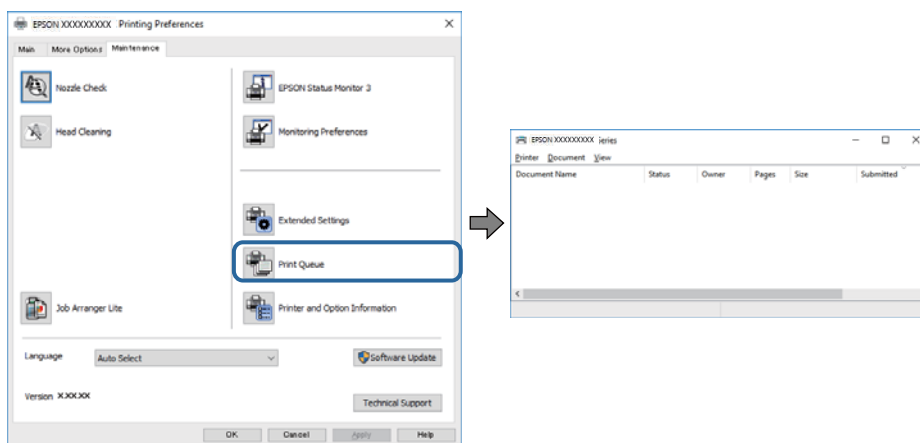 EPSON XXXXXXXXX Printing Preferences
Main More Options Maintenance
Nozzle Check
EPSON Status Monitor 3
Head Cleaning
Monitoring Preferences
Extended Settings
Print Queue
Job Arranger Lite
Printer and Option Information
Language Auto Select
Software Update
Version X.XX.XX
Technical Support
OK Cancel Apply Help
EPSON XXXXXXXXX ieries
Printer Document View
Document Name Status Owner Pages Size Submitted